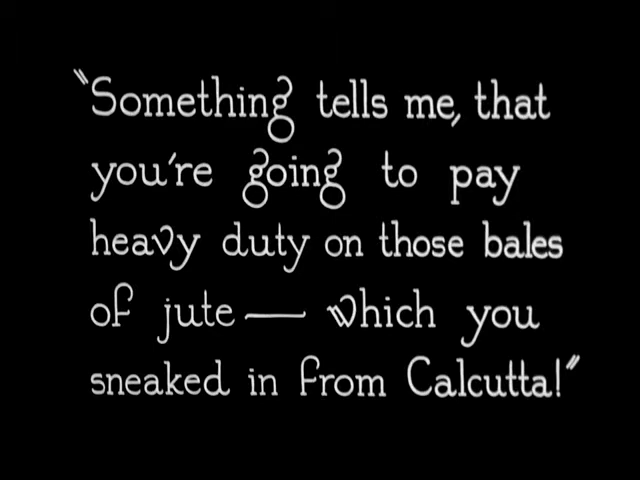 "Something tells me, that
you're going to pay
heavy duty on those bales
of jute — which you
sneaked in from Calcutta!"